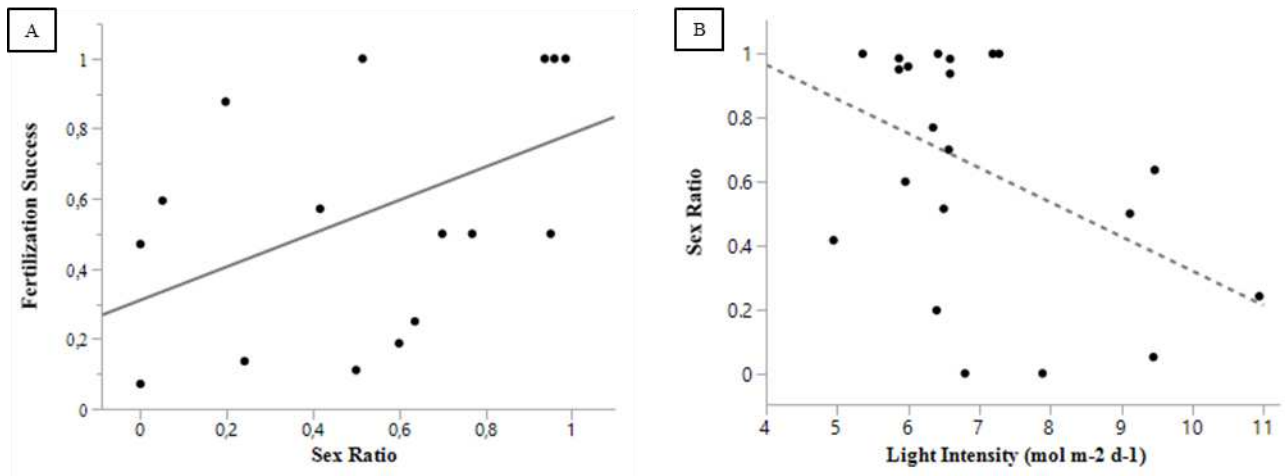 A
Fertilization Success
1
0,8
0,6
0,4
0,2
0
0 0,2 0,4 0,6 0,8 1
Sex Ratio
B
Sex Ratio
1
0.8
0.6
0.4
0.2
0
4 5 6 7 8 9 10 11
Light Intensity (mol m-2 d-1)